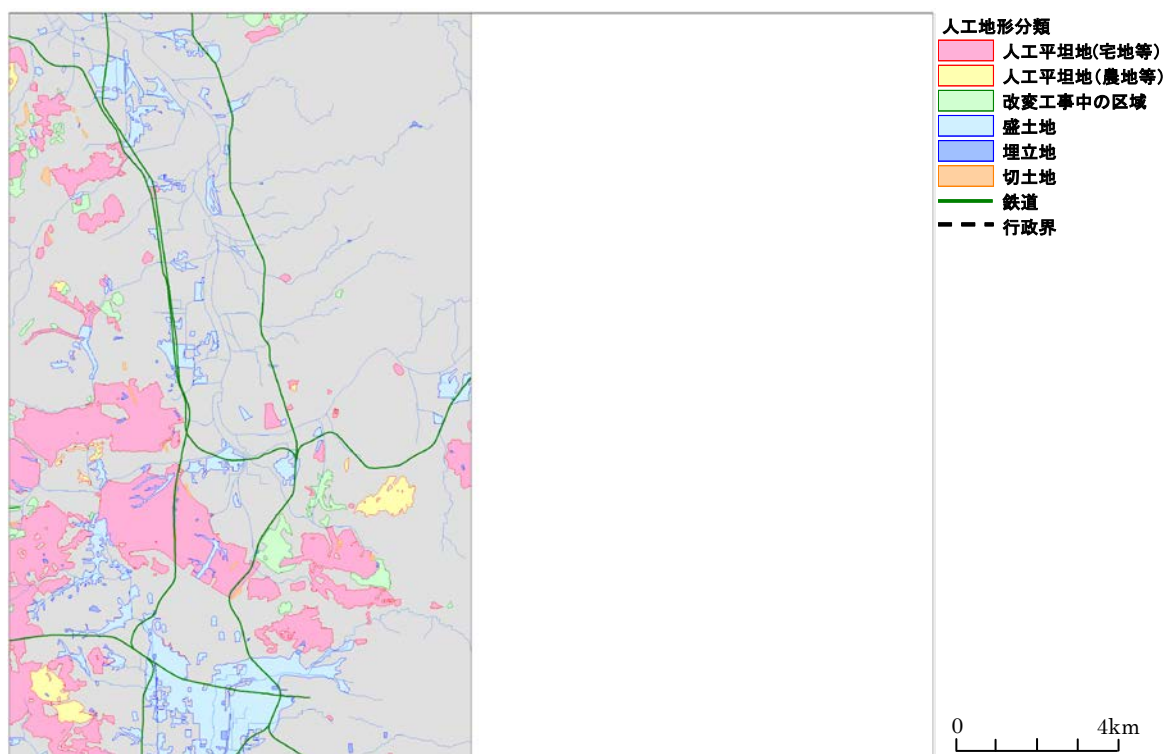 人工地形分類
人工平坦地(宅地等)
人工平坦地(農地等)
改変工事中の区域
盛土地
埋立地
切土地
鉄道
行政界
0 4km